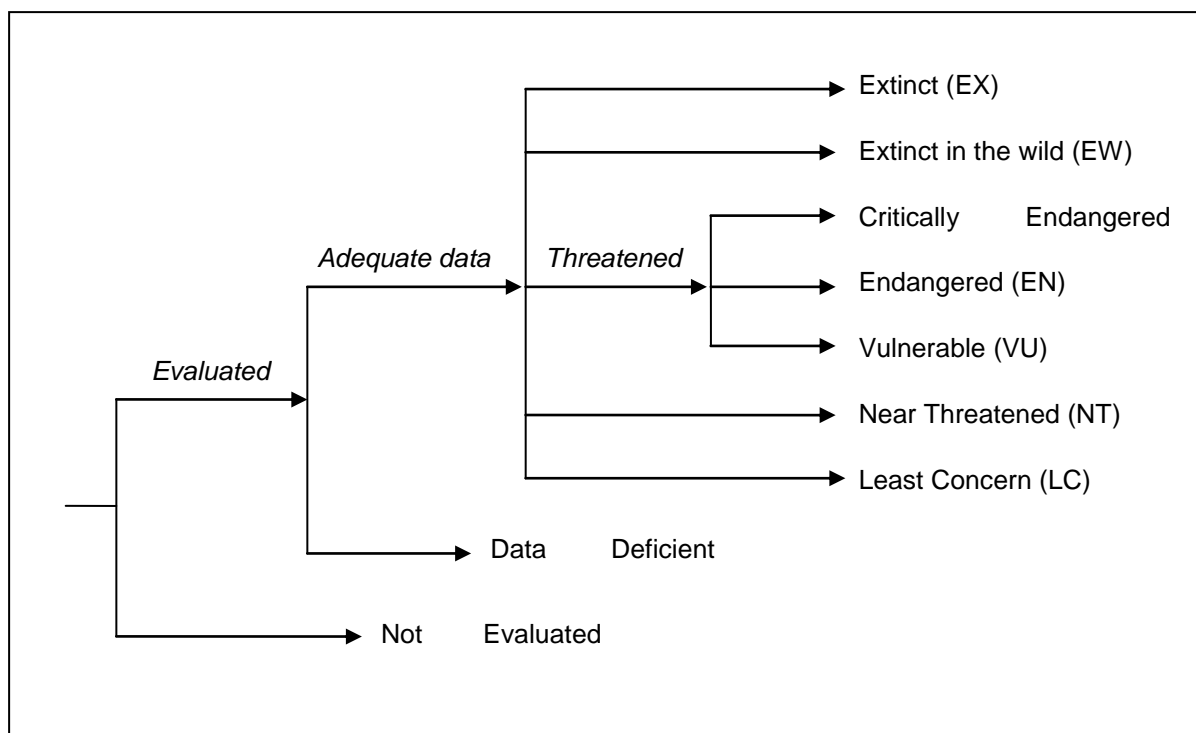 Extinct (EX)
Extinct in the wild (EW)
Critically Endangered
Adequate data
Threatened
Endangered (EN)
Vulnerable (VU)
Evaluated
Near Threatened (NT)
Least Concern (LC)
Data Deficient
Not Evaluated